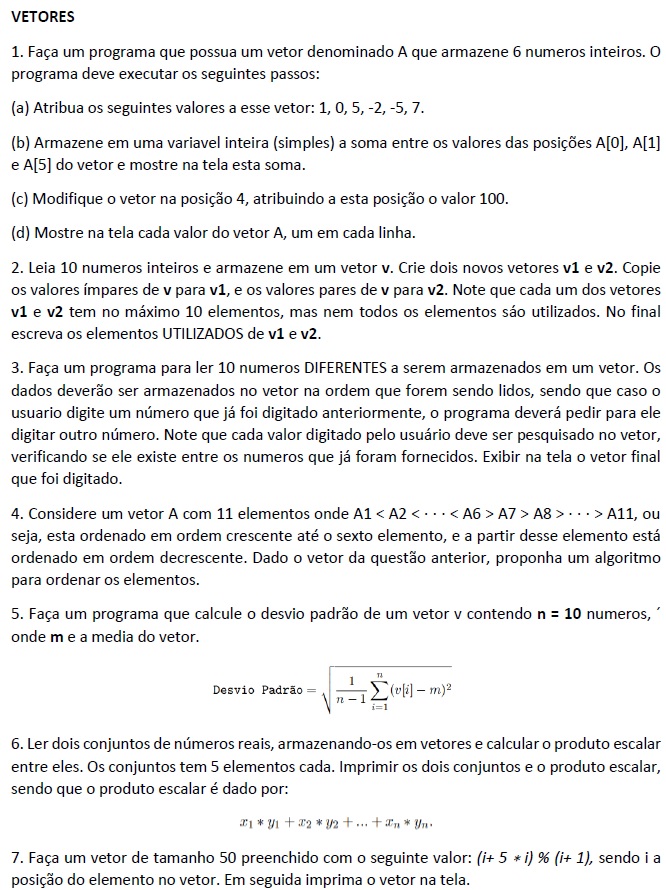 VETORES
1. Faça um programa que possua um vetor denominado A que armazene 6 numeros inteiros. O
programa deve executar os seguintes passos:
(a) Atribua os seguintes valores a esse vetor: 1, 0, 5, -2, -5, 7.
(b) Armazene em uma variavel inteira (simples) a soma entre os valores das posições A[0], A[1]
e A[5] do vetor e mostre na tela esta soma.
(c) Modifique o vetor na posição 4, atribuindo a esta posição o valor 100.
(d) Mostre na tela cada valor do vetor A, um em cada linha.
2. Leia 10 numeros inteiros e armazene em um vetor v. Crie dois novos vetores v1 e v2. Copie
os valores ímpares de v para v1, e os valores pares de v para v2. Note que cada um dos vetores
v1 e v2 tem no máximo 10 elementos, mas nem todos os elementos são utilizados. No final
escreva os elementos UTILIZADOS de v1 e v2.
3. Faça um programa para ler 10 numeros DIFERENTES a serem armazenados em um vetor. Os
dados deverão ser armazenados no vetor na ordem que forem sendo lidos, sendo que caso o
usuario digite um número que já foi digitado anteriormente, o programa deverá pedir para ele
digitar outro número. Note que cada valor digitado pelo usuário deve ser pesquisado no vetor,
verificando se ele existe entre os numeros que já foram fornecidos. Exibir na tela o vetor final
que foi digitado.
4. Considere um vetor A com 11 elementos onde A1 < A2 < · · · < A6 > A7 > A8 > · · · > A11, ou
seja, esta ordenado em ordem crescente até o sexto elemento, e a partir desse elemento está
ordenado em ordem decrescente. Dado o vetor da questão anterior, proponha um algoritmo
para ordenar os elementos.
5. Faça um programa que calcule o desvio padrão de um vetor v contendo n = 10 numeros, ´
onde m e a media do vetor.
Desvio Padrão = √(1/(n − 1) ∑_{i=1}^{n} (v[i] − m)²)
6. Ler dois conjuntos de números reais, armazenando-os em vetores e calcular o produto escalar
entre eles. Os conjuntos tem 5 elementos cada. Imprimir os dois conjuntos e o produto escalar,
sendo que o produto escalar é dado por:
x₁ ∗ y₁ + x₂ ∗ y₂ + ... + xₙ ∗ yₙ.
7. Faça um vetor de tamanho 50 preenchido com o seguinte valor: (i+ 5 ∗ i) % (i+ 1), sendo i a
posição do elemento no vetor. Em seguida imprima o vetor na tela.